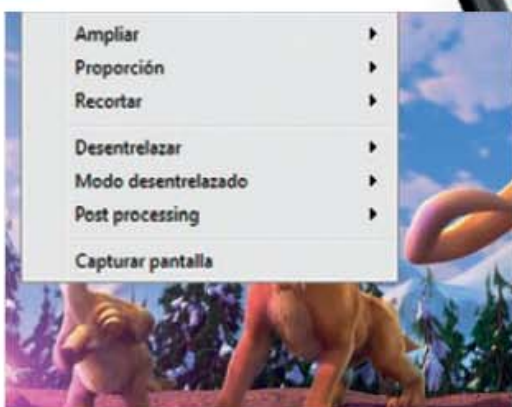 Ampliar
Proporción
Recortar
Desentrelazar
Modo desentrelazado
Post processing
Capturar pantalla